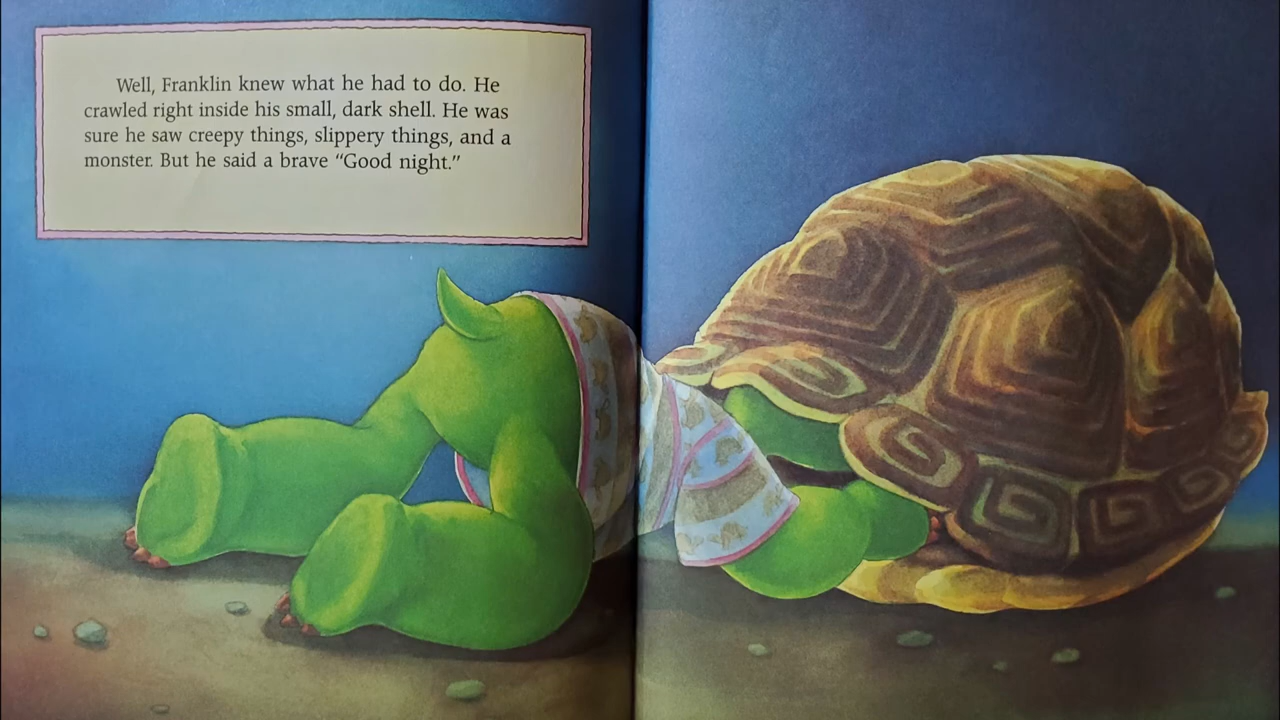 Well, Franklin knew what he had to do. He
crawled right inside his small, dark shell. He was
sure he saw creepy things, slippery things, and a
monster. But he said a brave “Good night.”